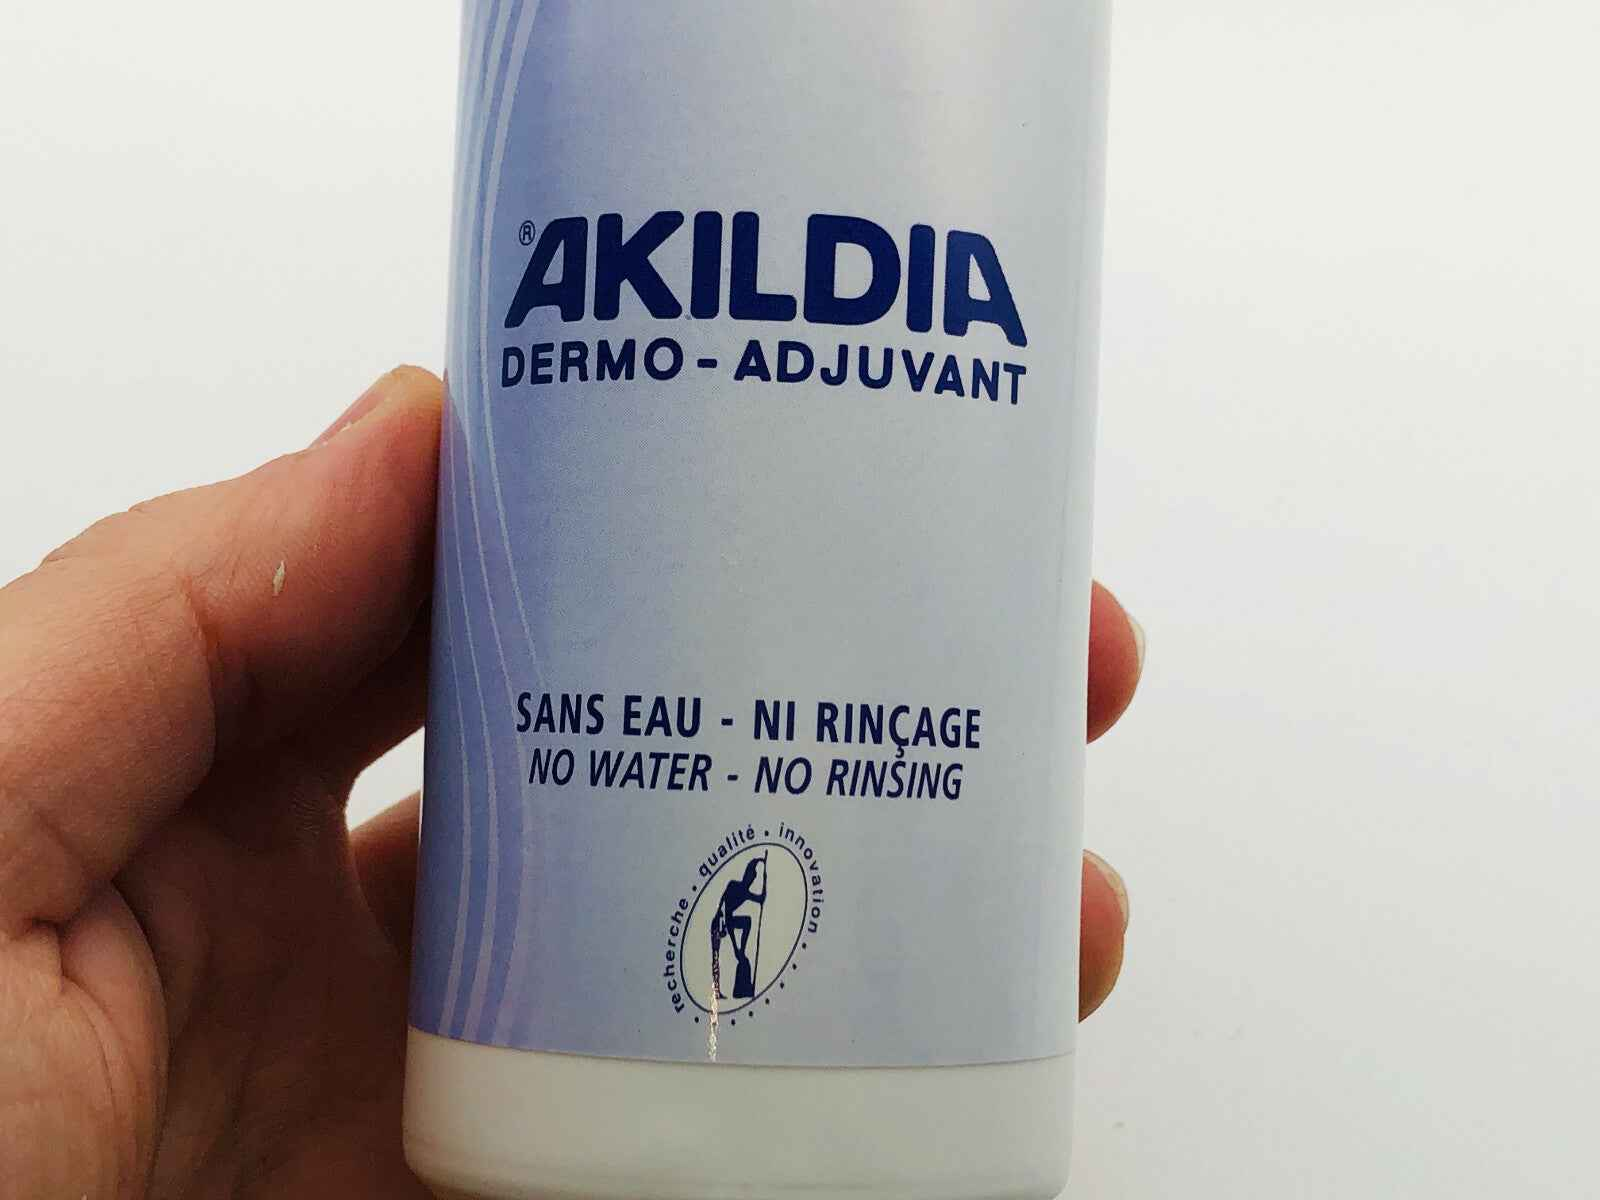 ®AKILDIA
DERMO - ADJUVANT
SANS EAU - NI RINÇAGE
NO WATER - NO RINSING
recherche . qualité . innovation .